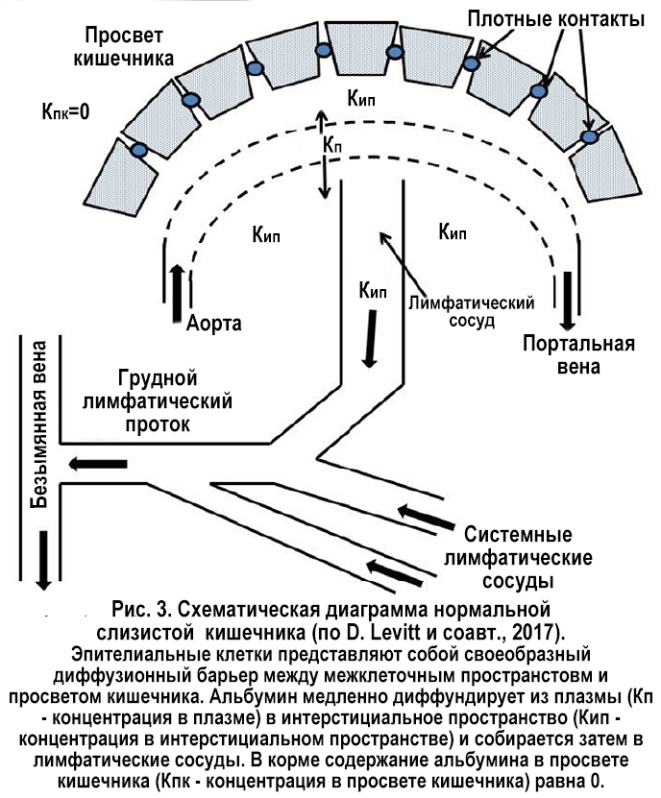 Плотные контакты
Просвет
кишечника
Кпк=0
Кип
Кп
Кип
Кип
Кип
Лимфатический
сосуд
Аорта
Портальная
вена
Безымянная вена
Грудной
лимфатический
проток
Системные
лимфатические
сосуды
Рис. 3. Схематическая диаграмма нормальной
слизистой кишечника (по D. Levitt и соавт., 2017).
Эпителиальные клетки представляют собой своеобразный
диффузионный барьер между межклеточным пространстовм и
просветом кишечника. Альбумин медленно диффундирует из плазмы (Кп
- концентрация в плазме) в интерстициальное пространство (Кип -
концентрация в интерстициальном пространстве) и собирается затем в
лимфатические сосуды. В корме содержание альбумина в просвете
кишечника (Кпк - концентрация в просвете кишечника) равна 0.